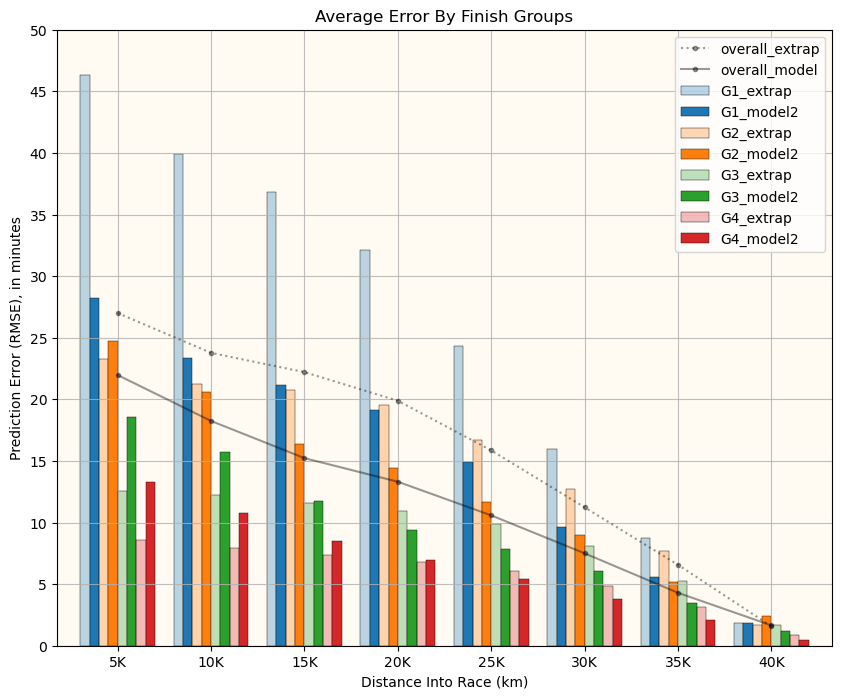 Average Error By Finish Groups
Prediction Error (RMSE), in minutes
50
45
40
35
30
25
20
15
10
5
0
overall_extrap
overall_model
G1_extrap
G1_model2
G2_extrap
G2_model2
G3_extrap
G3_model2
G4_extrap
G4_model2
5K 10K 15K 20K 25K 30K 35K 40K
Distance Into Race (km)